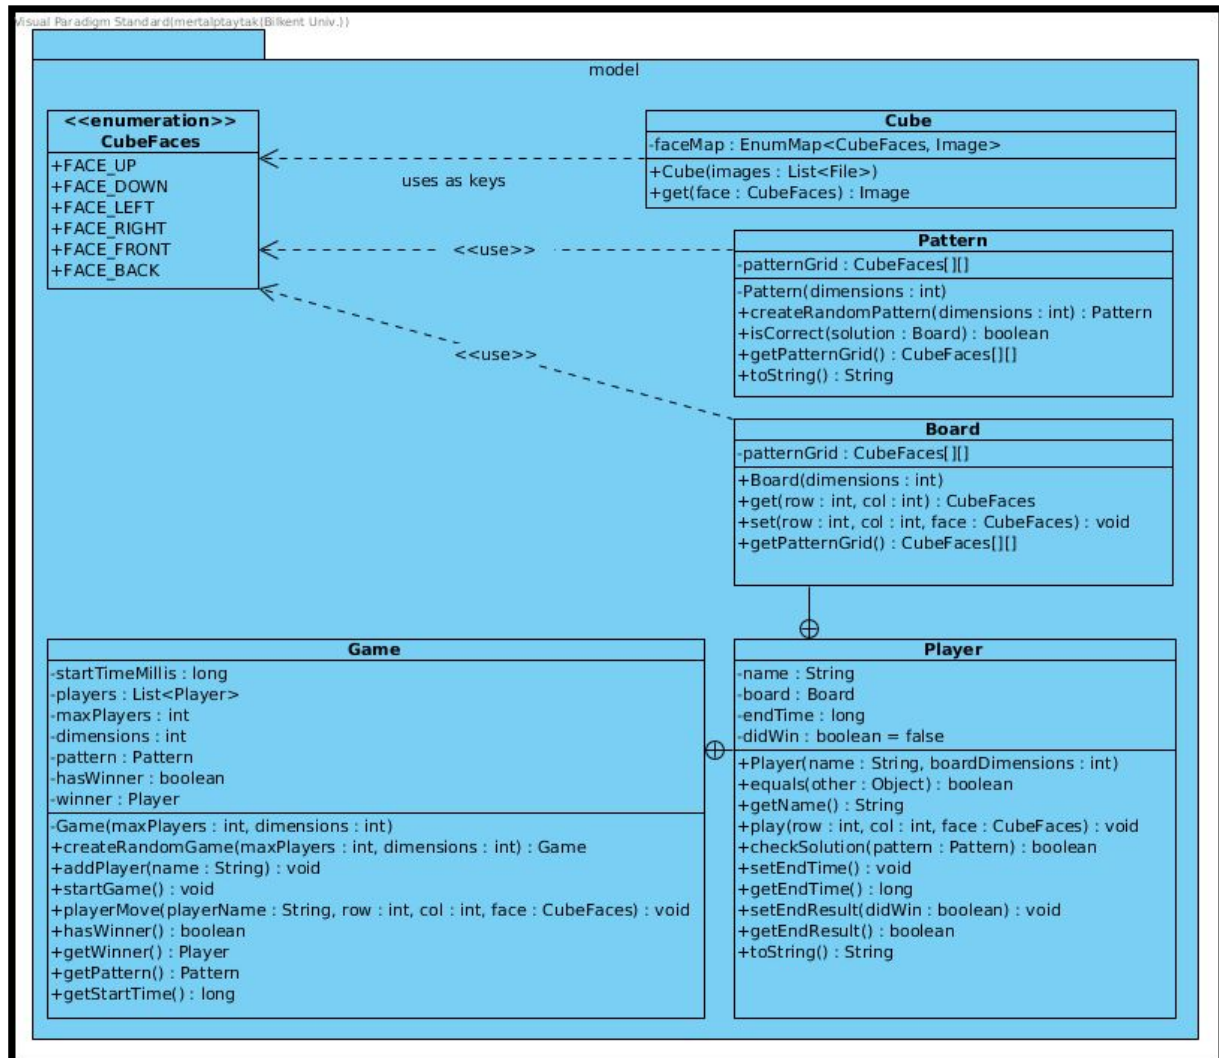 Visual Paradigm Standard(mertalptaytak(Bilkent Univ.))
model
<<enumeration>>
CubeFaces
+FACE_UP
+FACE_DOWN
+FACE_LEFT
+FACE_RIGHT
+FACE_FRONT
+FACE_BACK
uses as keys
Cube
-faceMap : EnumMap<CubeFaces, Image>
+Cube(images : List<File>)
+get(face : CubeFaces) : Image
<<use>>
Pattern
-patternGrid : CubeFaces[][]
-Pattern(dimensions : int)
+createRandomPattern(dimensions : int) : Pattern
+isCorrect(solution : Board) : boolean
+getPatternGrid() : CubeFaces[][]
+toString() : String
<<use>>
Board
-patternGrid : CubeFaces[][]
+Board(dimensions : int)
+get(row : int, col : int) : CubeFaces
+set(row : int, col : int, face : CubeFaces) : void
+getPatternGrid() : CubeFaces[][]
Game
-startTimeMillis : long
-players : List<Player>
-maxPlayers : int
-dimensions : int
-pattern : Pattern
-hasWinner : boolean
-winner : Player
-Game(maxPlayers : int, dimensions : int)
+createRandomGame(maxPlayers : int, dimensions : int) : Game
+addPlayer(name : String) : void
+startGame() : void
+playerMove(playerName : String, row : int, col : int, face : CubeFaces) : void
+hasWinner() : boolean
+getWinner() : Player
+getPattern() : Pattern
+getStartTime() : long
Player
-name : String
-board : Board
-endTime : long
-didWin : boolean = false
+Player(name : String, boardDimensions : int)
+equals(other : Object) : boolean
+getName() : String
+play(row : int, col : int, face : CubeFaces) : void
+checkSolution(pattern : Pattern) : boolean
+setEndTime() : void
+getEndTime() : long
+setEndResult(didWin : boolean) : void
+getEndResult() : boolean
+toString() : String